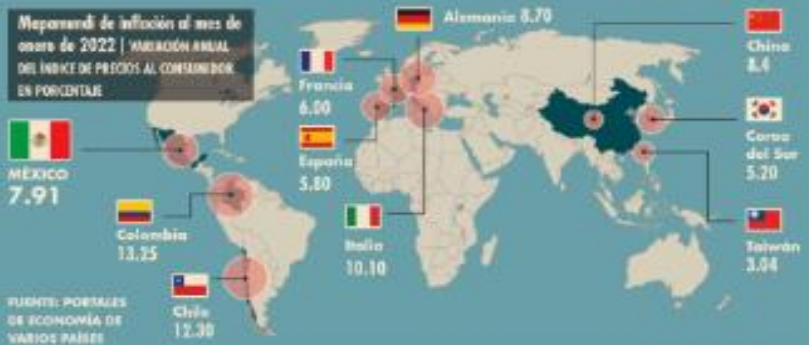 Mapamundi de inflación al mes de
enero de 2022 | VARIACIÓN ANUAL
DEL ÍNDICE DE PRECIOS AL CONSUMIDOR
EN PORCENTAJE
MÉXICO
7.91
Colombia
13.25
Chile
12.30
Francia
6.00
España
5.80
Italia
10.10
Alemania 8.70
China
8.4
Corea
del Sur
5.20
Taiwán
3.04
FUENTE: PORTALES
DE ECONOMÍA DE
VARIOS PAÍSES